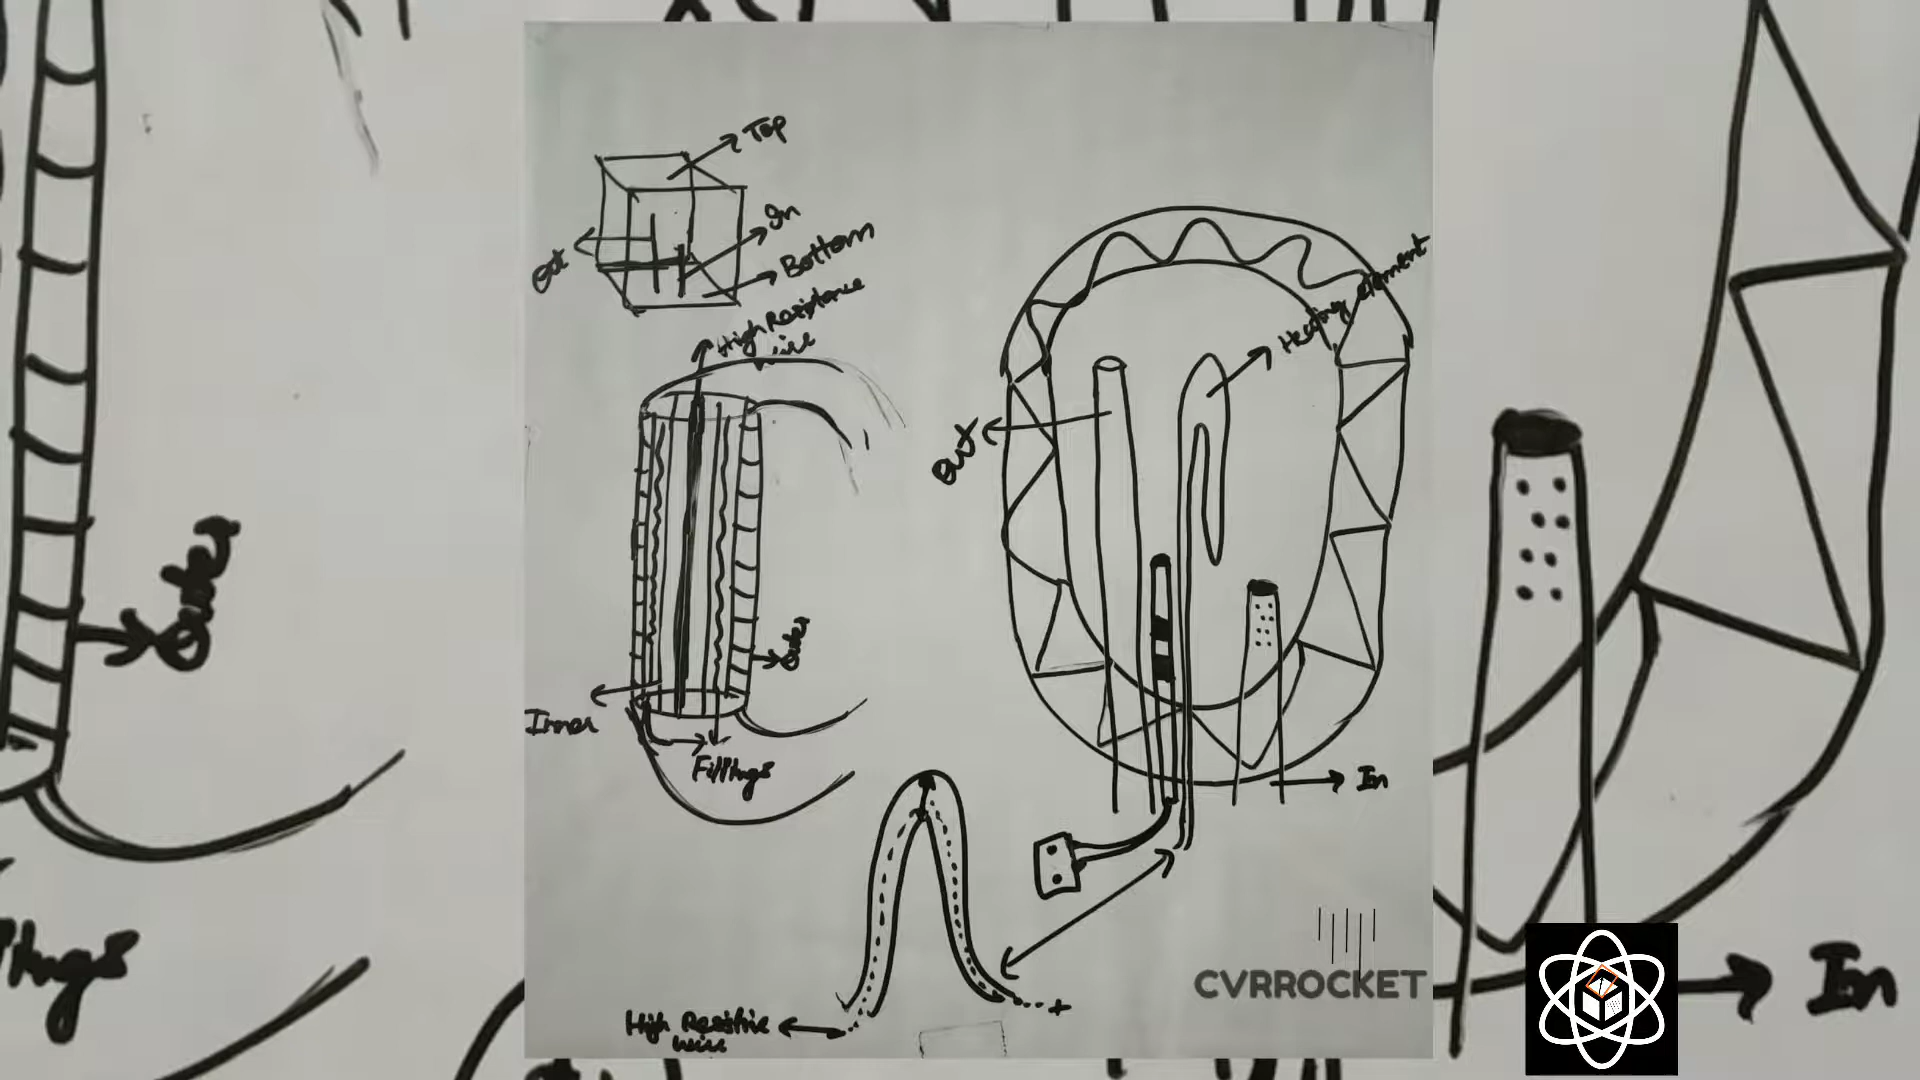 Top
In
Out
Bottom
High Resistance
wire
Heating element
Out
Outer
Inner
Fillings
In
CVRROCKET
High Resistive
wire
+
Outer
In